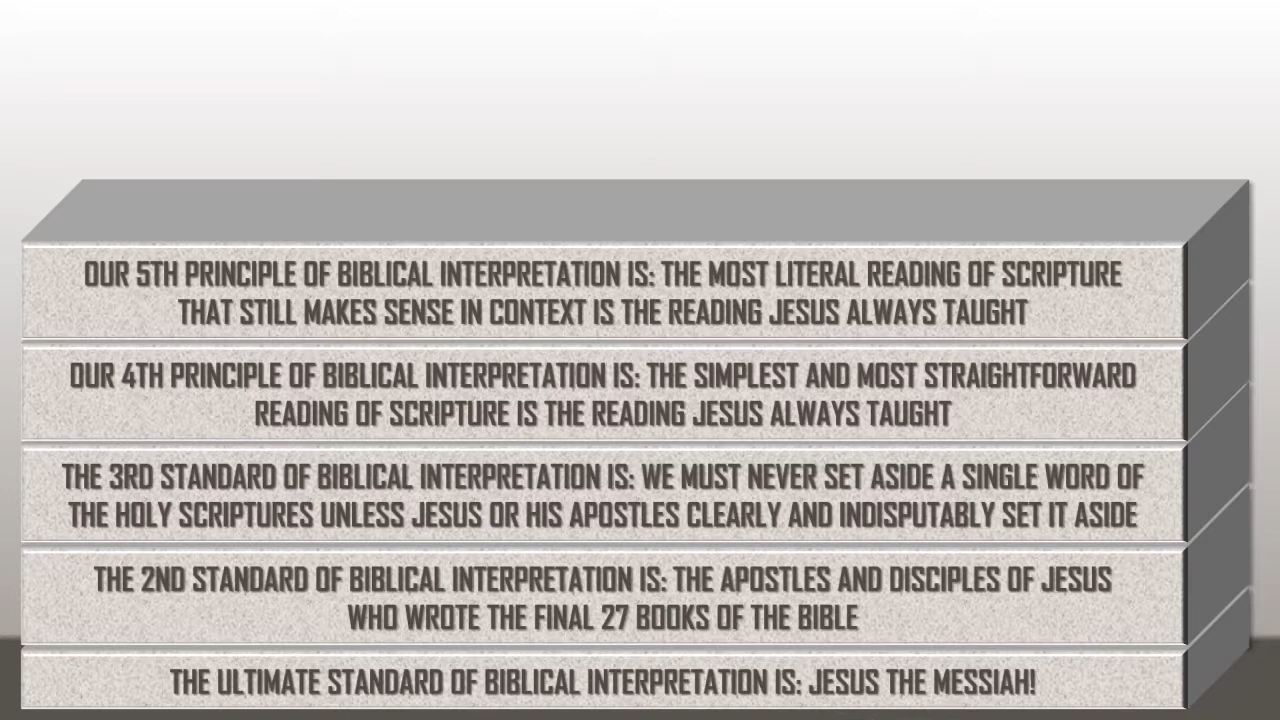 OUR 5TH PRINCIPLE OF BIBLICAL INTERPRETATION IS: THE MOST LITERAL READING OF SCRIPTURE
THAT STILL MAKES SENSE IN CONTEXT IS THE READING JESUS ALWAYS TAUGHT
OUR 4TH PRINCIPLE OF BIBLICAL INTERPRETATION IS: THE SIMPLEST AND MOST STRAIGHTFORWARD
READING OF SCRIPTURE IS THE READING JESUS ALWAYS TAUGHT
THE 3RD STANDARD OF BIBLICAL INTERPRETATION IS: WE MUST NEVER SET ASIDE A SINGLE WORD OF
THE HOLY SCRIPTURES UNLESS JESUS OR HIS APOSTLES CLEARLY AND INDISPUTABLY SET IT ASIDE
THE 2ND STANDARD OF BIBLICAL INTERPRETATION IS: THE APOSTLES AND DISCIPLES OF JESUS
WHO WROTE THE FINAL 27 BOOKS OF THE BIBLE
THE ULTIMATE STANDARD OF BIBLICAL INTERPRETATION IS: JESUS THE MESSIAH!